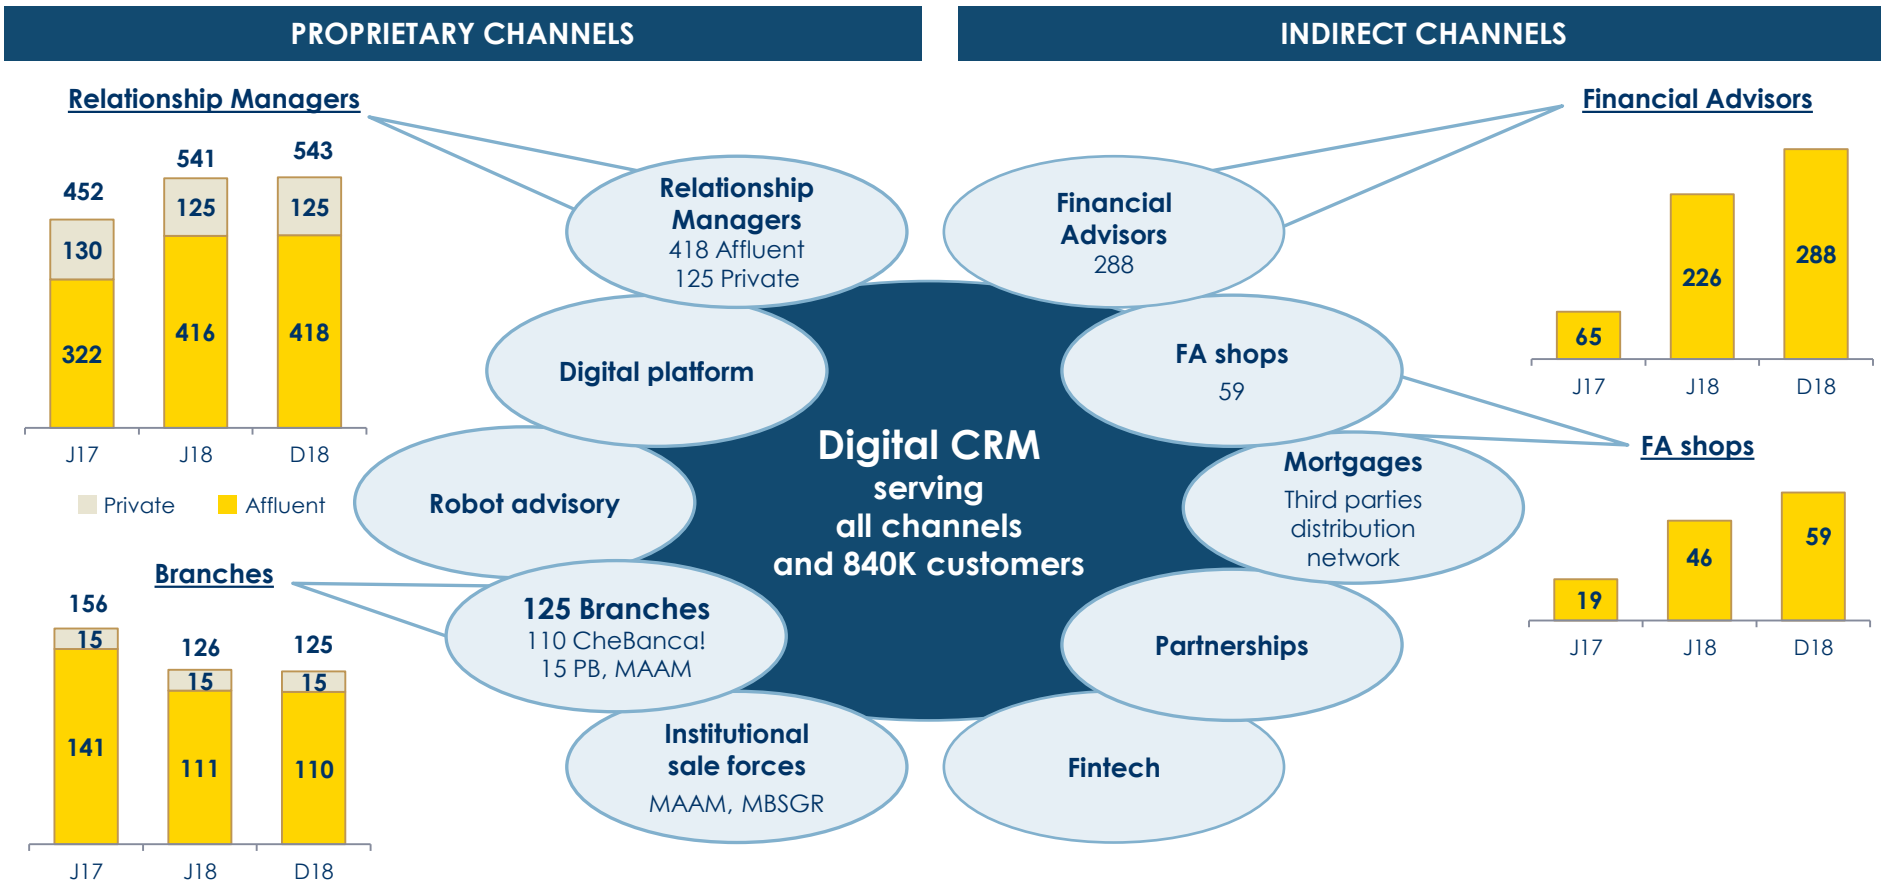 PROPRIETARY CHANNELS
INDIRECT CHANNELS
Relationship Managers
452
541
543
130
125
125
322
416
418
J17
J18
D18
Private
Affluent
Branches
156
126
125
15
15
15
141
111
110
J17
J18
D18
Relationship
Managers
418 Affluent
125 Private
Digital platform
Robot advisory
125 Branches
110 CheBanca!
15 PB, MAAM
Institutional
sale forces
MAAM, MBSGR
Digital CRM
serving
all channels
and 840K customers
Financial
Advisors
288
FA shops
59
Mortgages
Third parties
distribution
network
Partnerships
Fintech
Financial Advisors
65
226
288
J17
J18
D18
FA shops
19
46
59
J17
J18
D18